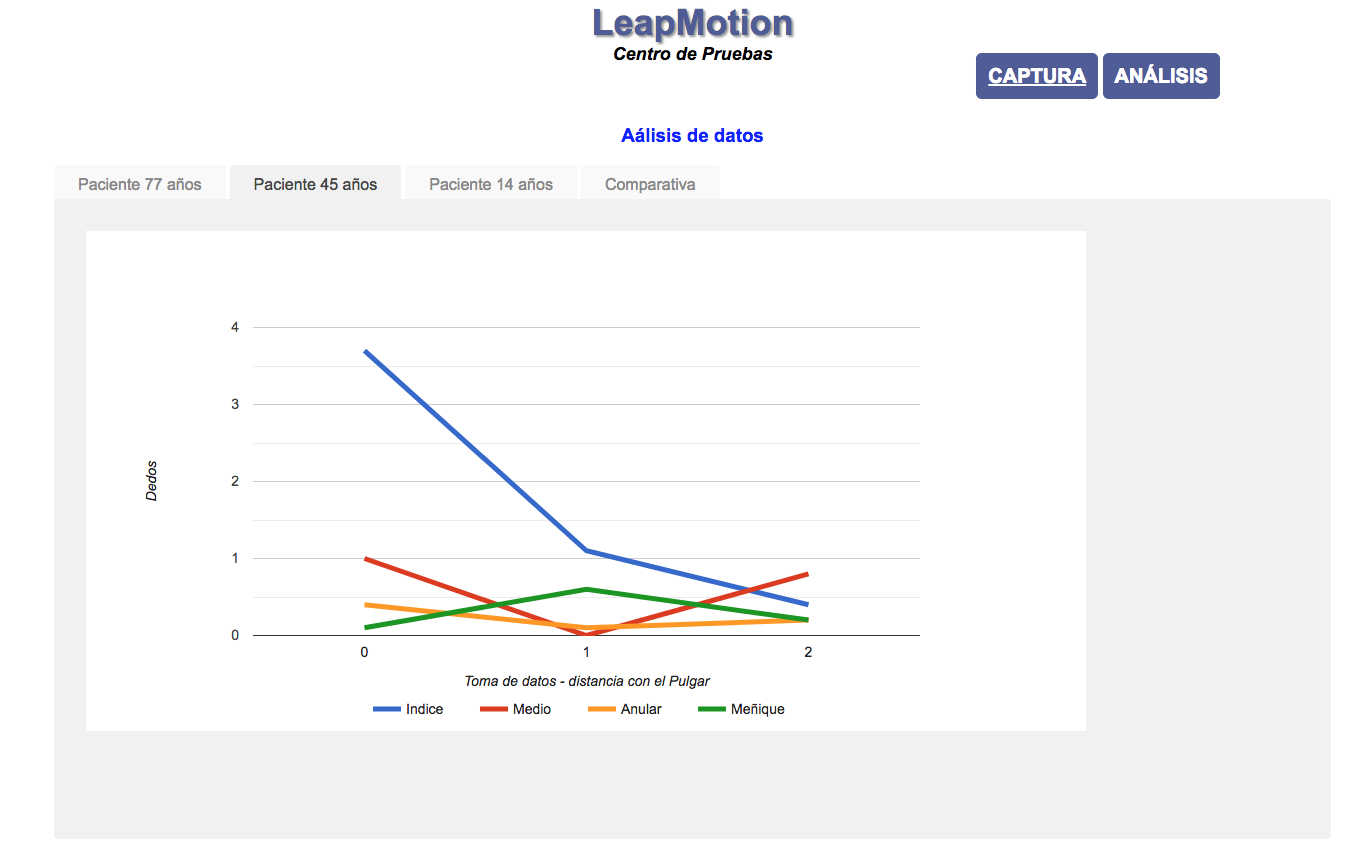 LeapMotion
Centro de Pruebas
CAPTURA ANÁLISIS
Aálisis de datos
Paciente 77 años Paciente 45 años Paciente 14 años Comparativa
4
3
2
1
0
Dedos
0 1 2
Toma de datos - distancia con el Pulgar
Indice Medio Anular Meñique